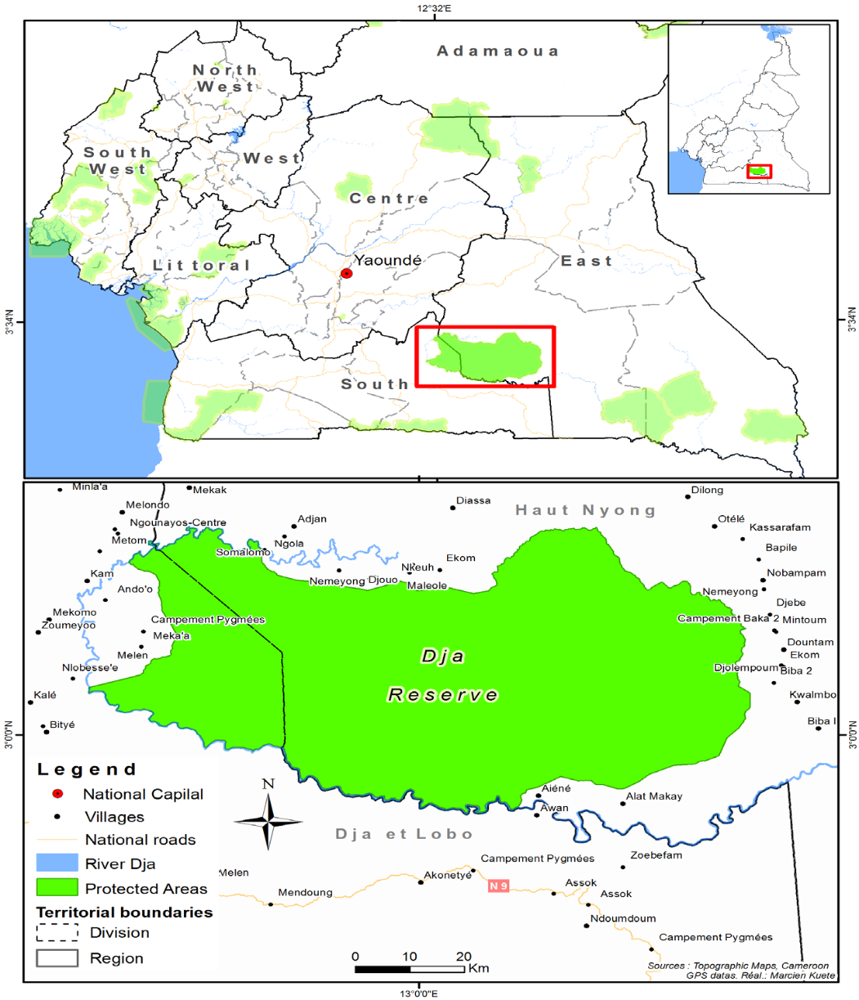 12°32'E
Adamaoua
North
West
South
West
West
Centre
Yaoundé
Littoral
East
3°34'N
3°34'N
South
Minla'a
Mekak
Dilong
Melondo
Diassa
Haut Nyong
Ngounayos-Centre
Adjan
Otélé
Kassarafam
Metom
Ngola
Somalomo
Bapile
Kam
Ekom
Nkeuh
Nobampam
Nemeyong
Djouo
Maleole
Ando'o
Nemeyong
Djebe
Mekomo
Campement Pygmées
Campement Baka 2
Mintoum
Zoumeyoo
Meka'a
Dountam
Melen
Dja
Ekom
Nlobesse'e
Djolempoum
Biba 2
Reserve
Kalé
Kwalmbo
Bityé
Biba I
3°0'0"N
3°0'0"N
Legend
National Capilal
Villages
National roads
River Dja
Protected Areas
Territorial boundaries
Division
Region
N
Aiéné
Alat Makay
Awan
Dja et Lobo
Zoebefam
Campement Pygmées
Melen
Akonetyé
N 9
Mendoung
Assok
Assok
Ndoumdoum
Campement Pygmées
0 10 20
Km
Sources : Topographic Maps, Cameroon
GPS datas. Réal.: Marcien Kuete
13°0'0"E